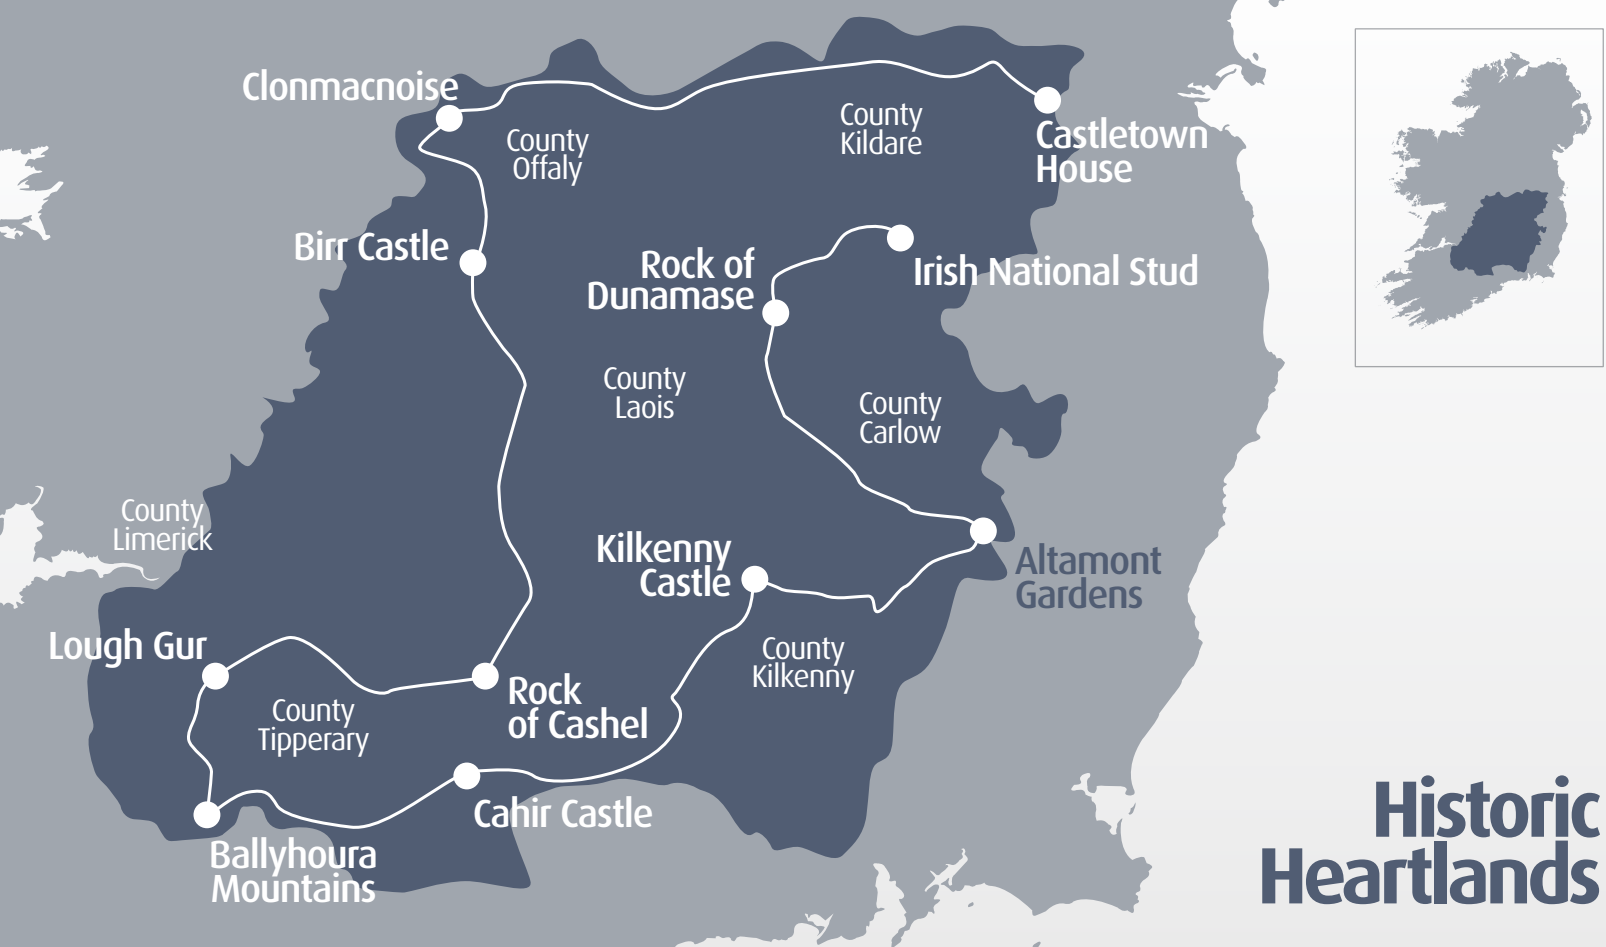 Clonmacnoise
County
Offaly
County
Kildare
Castletown
House
Birr Castle
Rock of
Dunamase
Irish National Stud
County
Laois
County
Carlow
County
Limerick
Kilkenny
Castle
Altamont
Gardens
Lough Gur
County
Kilkenny
Rock
of Cashel
County
Tipperary
Cahir Castle
Ballyhoura
Mountains
Historic
Heartlands